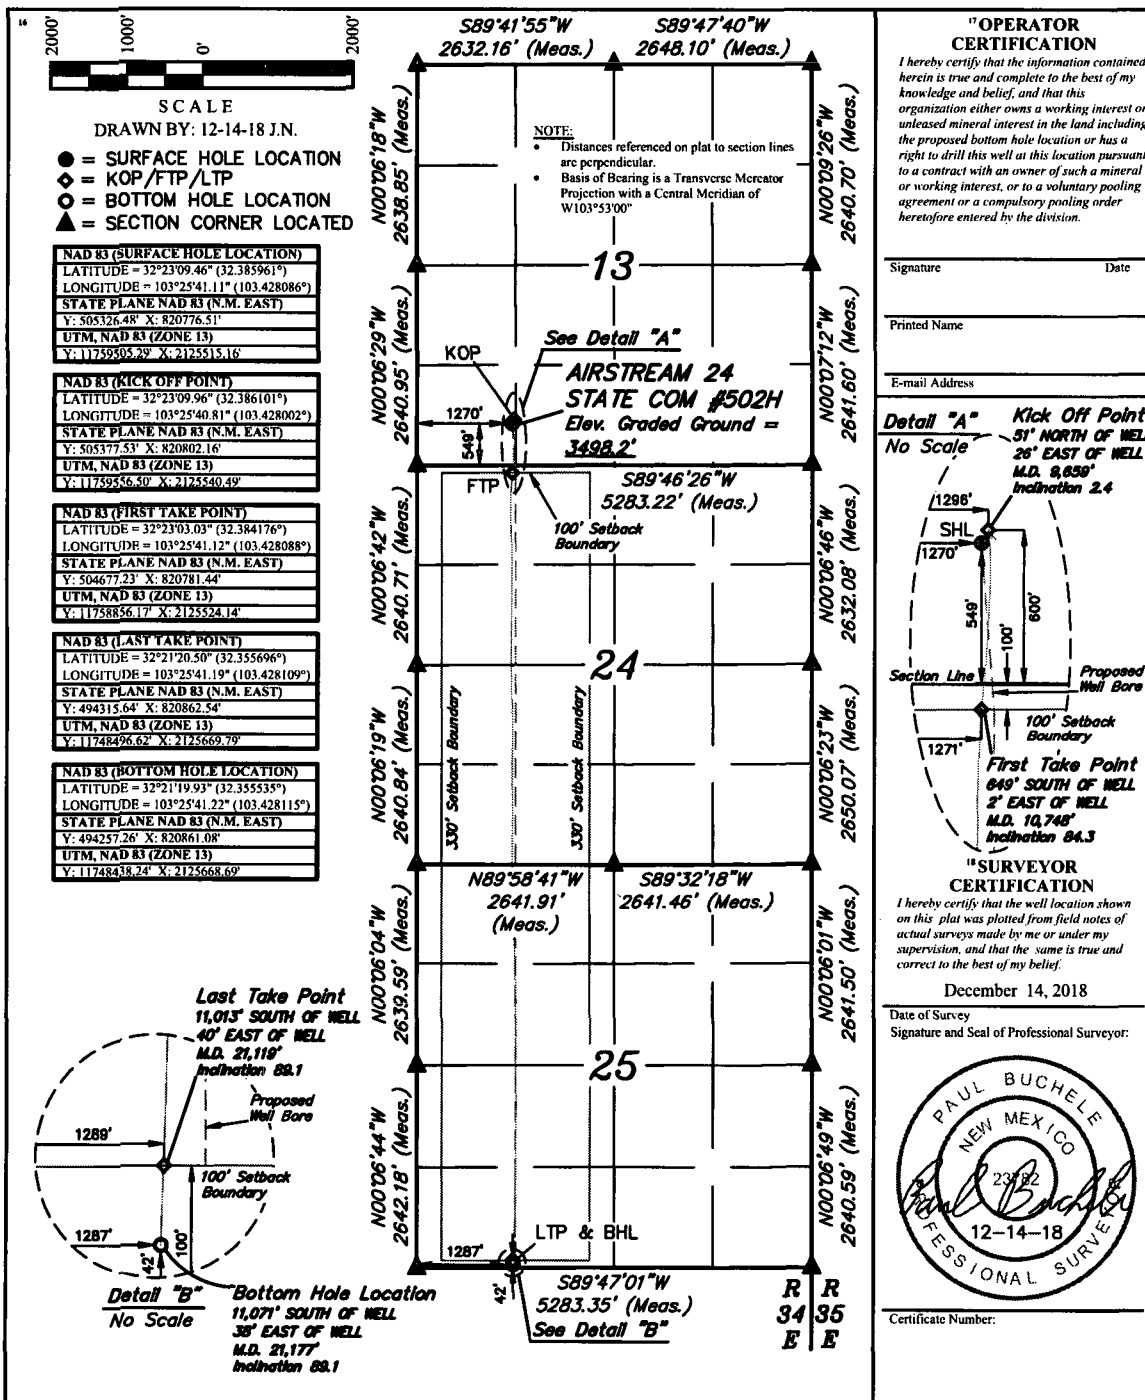 16
2000'
1000'
0'
2000'
SCALE
DRAWN BY: 12-14-18 J.N.
= SURFACE HOLE LOCATION
= KOP/FTP/LTP
= BOTTOM HOLE LOCATION
= SECTION CORNER LOCATED
NAD 83 (SURFACE HOLE LOCATION)
LATITUDE = 32°23'09.46" (32.385961°)
LONGITUDE = 103°25'41.11" (103.428086°)
STATE PLANE NAD 83 (N.M. EAST)
Y: 505326.48' X: 820776.51'
UTM, NAD 83 (ZONE 13)
Y: 11759505.29' X: 2125515.16'
NAD 83 (KICK OFF POINT)
LATITUDE = 32°23'09.96" (32.386101°)
LONGITUDE = 103°25'40.81" (103.428002°)
STATE PLANE NAD 83 (N.M. EAST)
Y: 505377.53' X: 820802.16'
UTM, NAD 83 (ZONE 13)
Y: 11759556.50' X: 2125540.49'
NAD 83 (FIRST TAKE POINT)
LATITUDE = 32°23'03.03" (32.384176°)
LONGITUDE = 103°25'41.12" (103.428088°)
STATE PLANE NAD 83 (N.M. EAST)
Y: 504677.23' X: 820781.44'
UTM, NAD 83 (ZONE 13)
Y: 11758856.17' X: 2125524.14'
NAD 83 (LAST TAKE POINT)
LATITUDE = 32°21'20.50" (32.355696°)
LONGITUDE = 103°25'41.19" (103.428109°)
STATE PLANE NAD 83 (N.M. EAST)
Y: 494315.64' X: 820862.54'
UTM, NAD 83 (ZONE 13)
Y: 11748496.62' X: 2125669.79'
NAD 83 (BOTTOM HOLE LOCATION)
LATITUDE = 32°21'19.93" (32.355535°)
LONGITUDE = 103°25'41.22" (103.428115°)
STATE PLANE NAD 83 (N.M. EAST)
Y: 494257.26' X: 820861.08'
UTM, NAD 83 (ZONE 13)
Y: 11748438.24' X: 2125668.69'
S89°41'55"W
2632.16' (Meas.)
S89°47'40"W
2648.10' (Meas.)
NOTE:
• Distances referenced on plat to section lines
are perpendicular.
• Basis of Bearing is a Transverse Mercator
Projection with a Central Meridian of
W103°53'00"
N00°06'18"W
2638.85' (Meas.)
N00°09'26"W
2640.70' (Meas.)
13
N00°06'29"W
2640.95' (Meas.)
N00°07'12"W
2641.60' (Meas.)
KOP
See Detail "A"
AIRSTREAM 24
STATE COM #502H
Elev. Graded Ground =
3498.2'
1270'
549'
FTP
S89°46'26"W
5283.22' (Meas.)
100' Setback
Boundary
N00°06'42"W
2640.71' (Meas.)
N00°06'46"W
2632.08' (Meas.)
24
N00°06'19"W
2640.84' (Meas.)
330' Setback Boundary
330' Setback Boundary
N00°06'23"W
2650.07' (Meas.)
N89°58'41"W
2641.91'
(Meas.)
S89°32'18"W
2641.46' (Meas.)
N00°06'04"W
2639.59' (Meas.)
N00°06'01"W
2641.50' (Meas.)
25
N00°06'44"W
2642.18' (Meas.)
N00°06'49"W
2640.59' (Meas.)
LTP & BHL
1287'
42'
S89°47'01"W
5283.35' (Meas.)
See Detail "B"
R R
34 35
E E
Last Take Point
11,013' SOUTH OF WELL
40' EAST OF WELL
M.D. 21,119'
Inclination 89.1
Proposed
Well Bore
1289'
100' Setback
Boundary
1287'
42'
100'
Detail "B"
No Scale
Bottom Hole Location
11,071' SOUTH OF WELL
38' EAST OF WELL
M.D. 21,177'
Inclination 89.1
17 OPERATOR
CERTIFICATION
I hereby certify that the information contained
herein is true and complete to the best of my
knowledge and belief, and that this
organization either owns a working interest or
unleased mineral interest in the land including
the proposed bottom hole location or has a
right to drill this well at this location pursuant
to a contract with an owner of such a mineral
or working interest, or to a voluntary pooling
agreement or a compulsory pooling order
heretofore entered by the division.
Signature Date
Printed Name
E-mail Address
Detail "A"
No Scale
Kick Off Point
51' NORTH OF WELL
26' EAST OF WELL
M.D. 9,659'
Inclination 2.4
1296'
SHL
1270'
549'
100'
600'
Section Line
Proposed
Well Bore
100' Setback
Boundary
1271'
First Take Point
649' SOUTH OF WELL
2' EAST OF WELL
M.D. 10,748'
Inclination 84.3
18 SURVEYOR
CERTIFICATION
I hereby certify that the well location shown
on this plat was plotted from field notes of
actual surveys made by me or under my
supervision, and that the same is true and
correct to the best of my belief.
December 14, 2018
Date of Survey
Signature and Seal of Professional Surveyor:
PAUL BUCHELE
NEW MEXICO
23782
Paul Buchele
12-14-18
PROFESSIONAL SURVEYOR
Certificate Number: